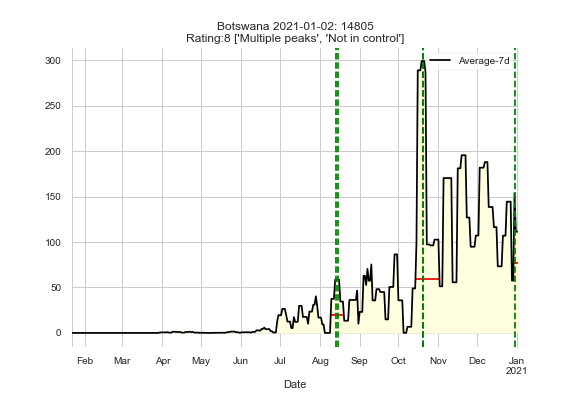 Botswana 2021-01-02: 14805
Rating:8 ['Multiple peaks', 'Not in control']
Average-7d
300
250
200
150
100
50
0
Feb Mar Apr May Jun Jul Aug Sep Oct Nov Dec Jan
2021
Date